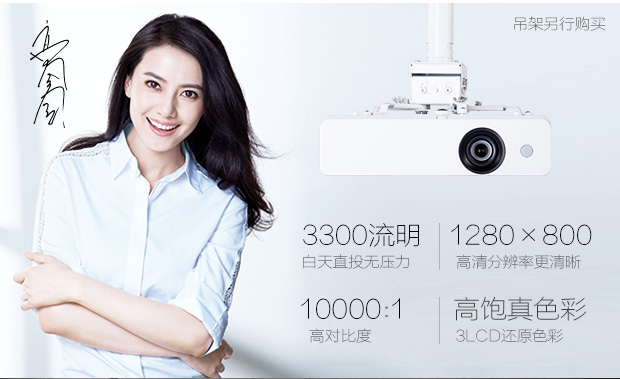 吊架另行购买
3300流明
白天直投无压力
1280×800
高清分辨率更清晰
10000:1
高对比度
高饱真色彩
3LCD还原色彩